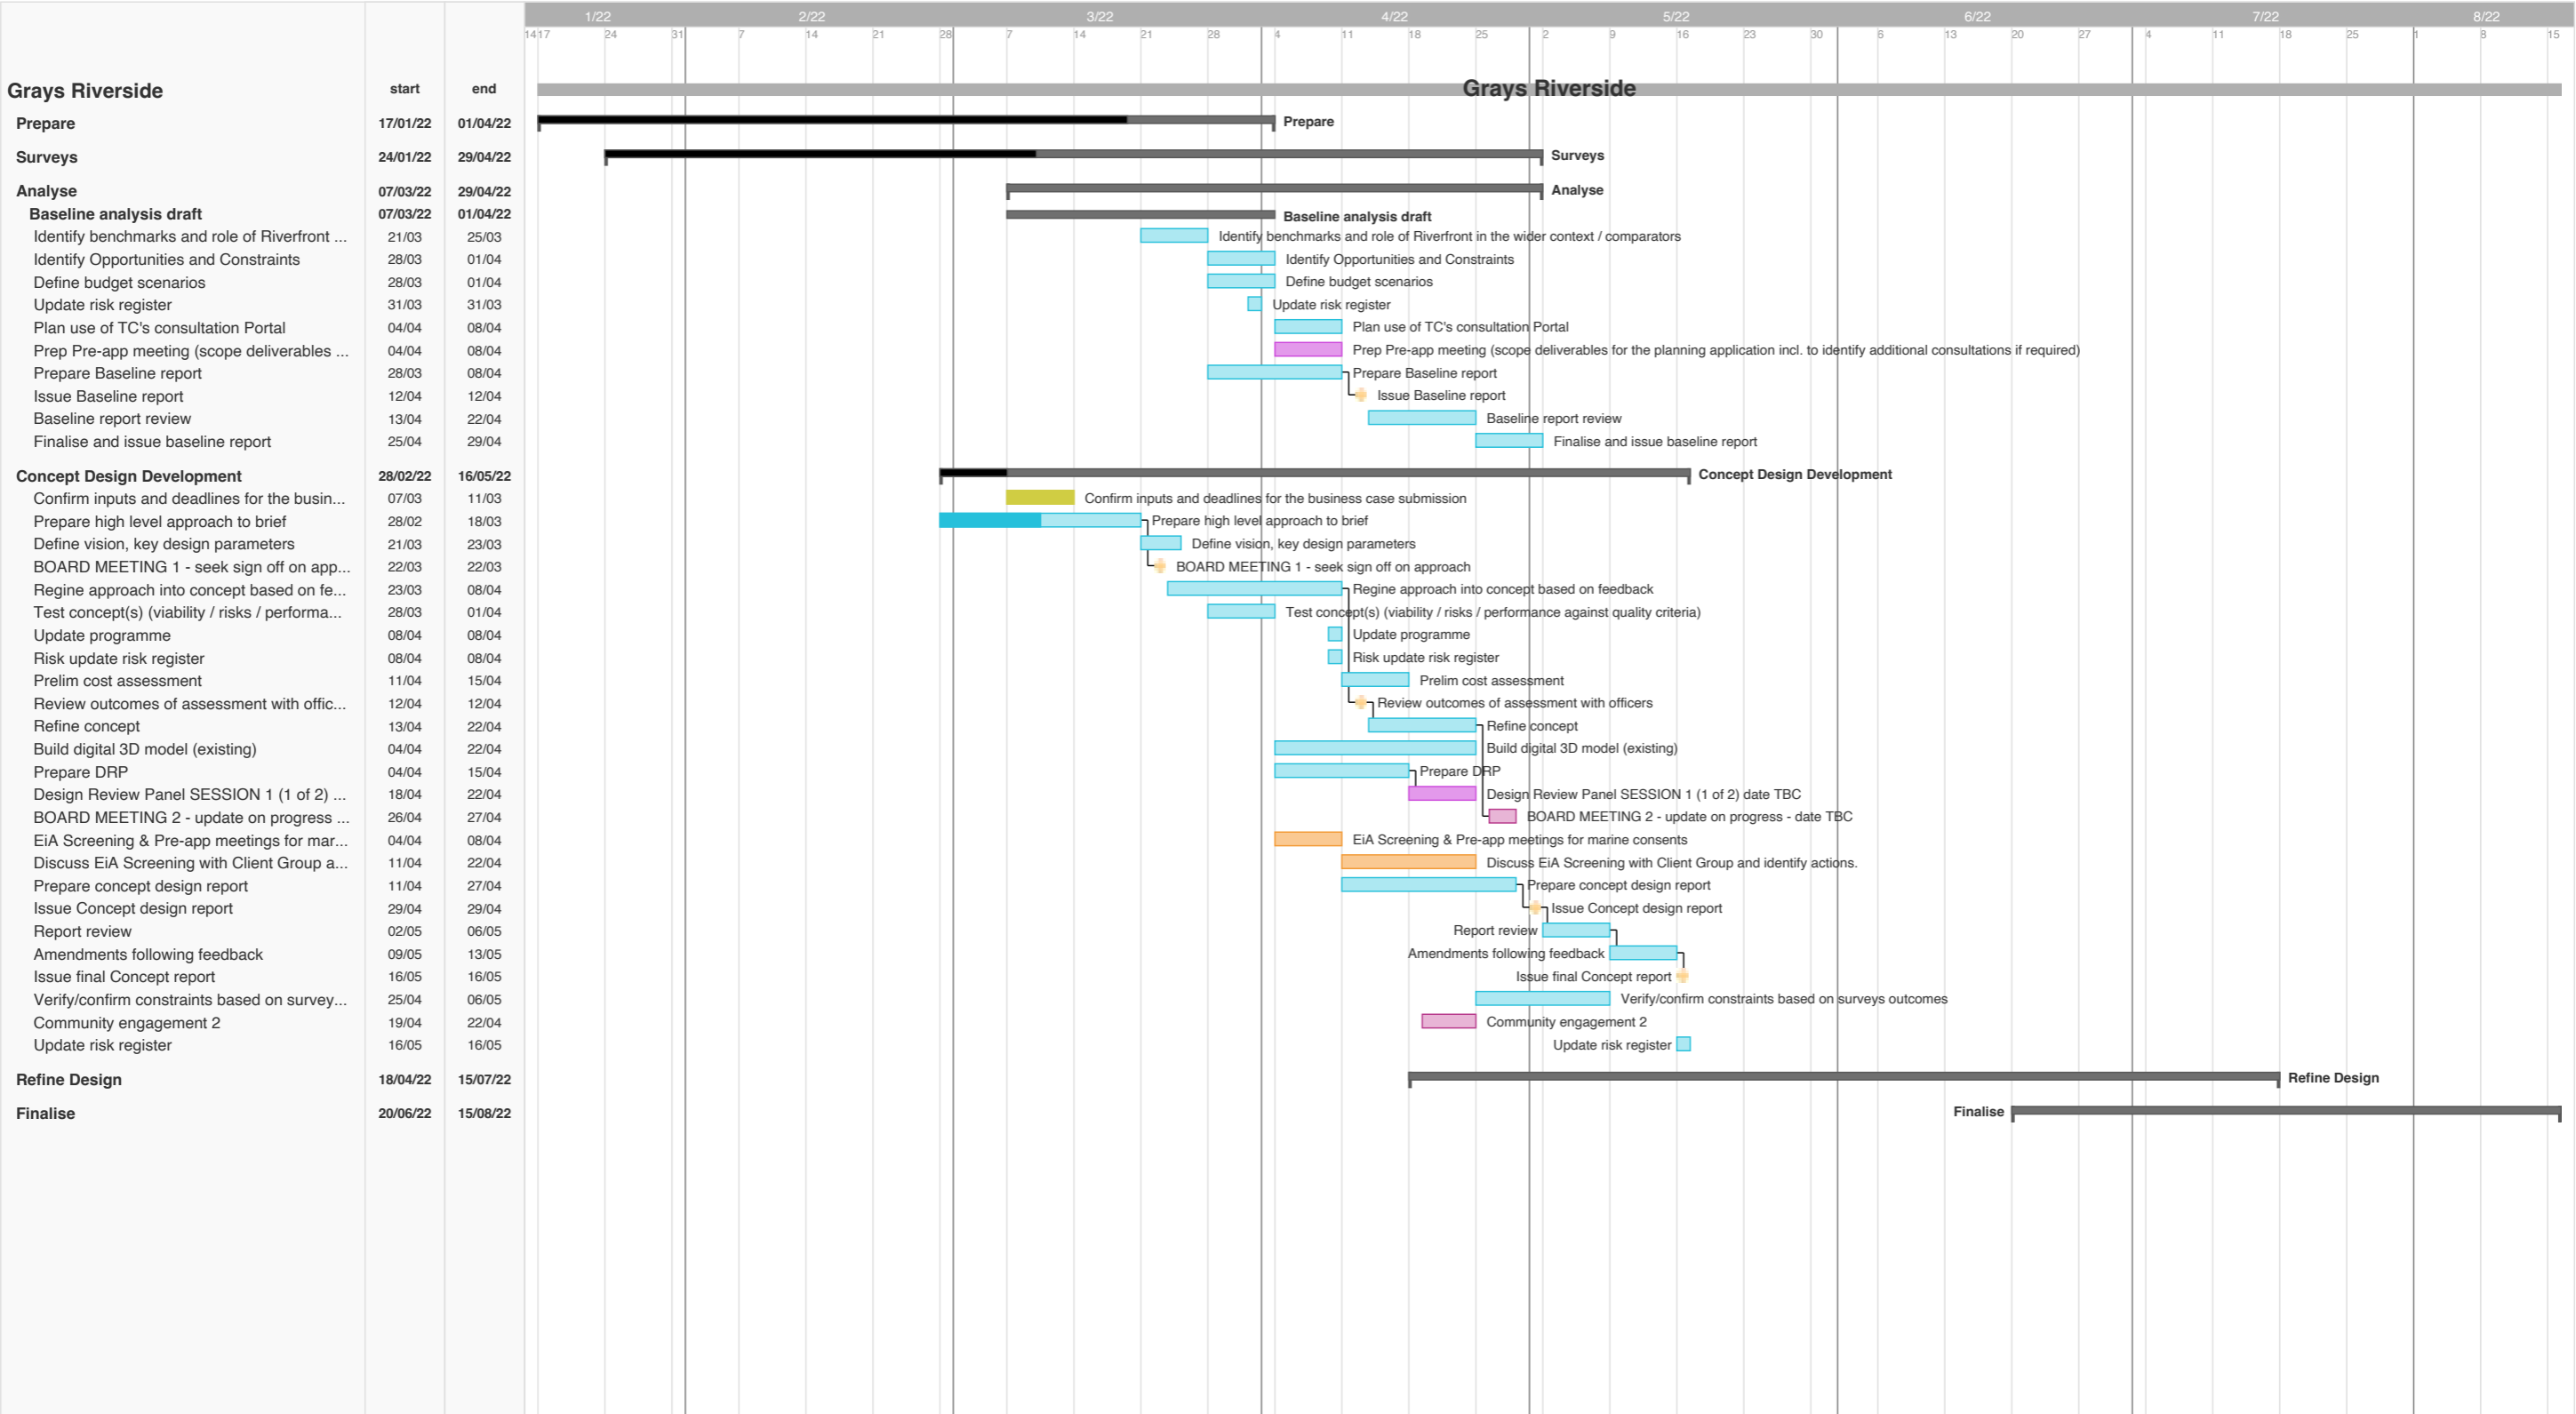 1/22 2/22 3/22 4/22 5/22 6/22 7/22 8/22
14 17 24 31 7 14 21 28 7 14 21 28 4 11 18 25 2 9 16 23 30 6 13 20 27 4 11 18 25 1 8 15
Grays Riverside start end Grays Riverside
Prepare 17/01/22 01/04/22 Prepare
Surveys 24/01/22 29/04/22 Surveys
Analyse 07/03/22 29/04/22 Analyse
Baseline analysis draft 07/03/22 01/04/22 Baseline analysis draft
Identify benchmarks and role of Riverfront ... 21/03 25/03 Identify benchmarks and role of Riverfront in the wider context / comparators
Identify Opportunities and Constraints 28/03 01/04 Identify Opportunities and Constraints
Define budget scenarios 28/03 01/04 Define budget scenarios
Update risk register 31/03 31/03 Update risk register
Plan use of TC's consultation Portal 04/04 08/04 Plan use of TC's consultation Portal
Prep Pre-app meeting (scope deliverables ... 04/04 08/04 Prep Pre-app meeting (scope deliverables for the planning application incl. to identify additional consultations if required)
Prepare Baseline report 28/03 08/04 Prepare Baseline report
Issue Baseline report 12/04 12/04 Issue Baseline report
Baseline report review 13/04 22/04 Baseline report review
Finalise and issue baseline report 25/04 29/04 Finalise and issue baseline report
Concept Design Development 28/02/22 16/05/22 Concept Design Development
Confirm inputs and deadlines for the busin... 07/03 11/03 Confirm inputs and deadlines for the business case submission
Prepare high level approach to brief 28/02 18/03 Prepare high level approach to brief
Define vision, key design parameters 21/03 23/03 Define vision, key design parameters
BOARD MEETING 1 - seek sign off on app... 22/03 22/03 BOARD MEETING 1 - seek sign off on approach
Regine approach into concept based on fe... 23/03 08/04 Regine approach into concept based on feedback
Test concept(s) (viability / risks / performa... 28/03 01/04 Test concept(s) (viability / risks / performance against quality criteria)
Update programme 08/04 08/04 Update programme
Risk update risk register 08/04 08/04 Risk update risk register
Prelim cost assessment 11/04 15/04 Prelim cost assessment
Review outcomes of assessment with offic... 12/04 12/04 Review outcomes of assessment with officers
Refine concept 13/04 22/04 Refine concept
Build digital 3D model (existing) 04/04 22/04 Build digital 3D model (existing)
Prepare DRP 04/04 15/04 Prepare DRP
Design Review Panel SESSION 1 (1 of 2) ... 18/04 22/04 Design Review Panel SESSION 1 (1 of 2) date TBC
BOARD MEETING 2 - update on progress ... 26/04 27/04 BOARD MEETING 2 - update on progress - date TBC
EiA Screening & Pre-app meetings for mar... 04/04 08/04 EiA Screening & Pre-app meetings for marine consents
Discuss EiA Screening with Client Group a... 11/04 22/04 Discuss EiA Screening with Client Group and identify actions.
Prepare concept design report 11/04 27/04 Prepare concept design report
Issue Concept design report 29/04 29/04 Issue Concept design report
Report review 02/05 06/05 Report review
Amendments following feedback 09/05 13/05 Amendments following feedback
Issue final Concept report 16/05 16/05 Issue final Concept report
Verify/confirm constraints based on survey... 25/04 06/05 Verify/confirm constraints based on surveys outcomes
Community engagement 2 19/04 22/04 Community engagement 2
Update risk register 16/05 16/05 Update risk register
Refine Design 18/04/22 15/07/22 Refine Design
Finalise 20/06/22 15/08/22 Finalise